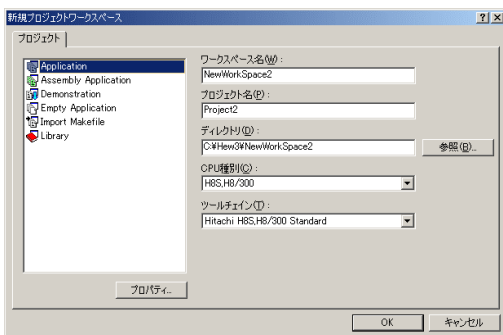 新規プロジェクトワークスペース
プロジェクト
Application
Assembly Application
Demonstration
Empty Application
Import Makefile
Library
プロパティ...
ワークスペース名(W):
NewWorkSpace2
プロジェクト名(P):
Project2
ディレクトリ(D):
C:¥Hew3¥NewWorkSpace2
参照(B)...
CPU種別(C):
H8S,H8/300
ツールチェイン(T):
Hitachi H8S,H8/300 Standard
OK
キャンセル